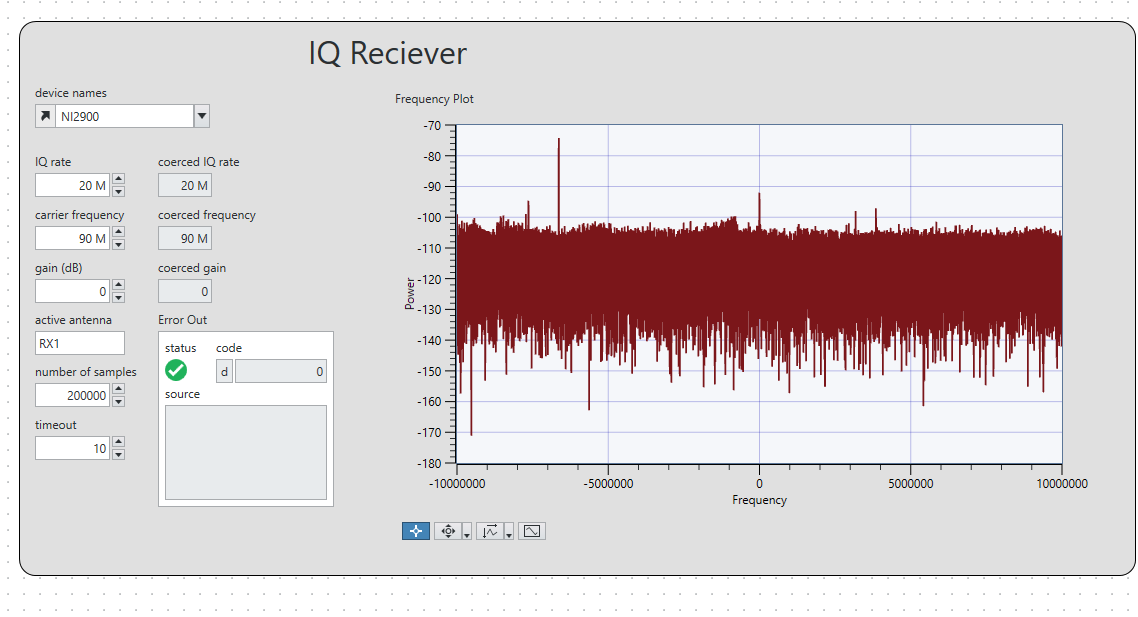 IQ Reciever
device names
NI2900
IQ rate
coerced IQ rate
20 M
20 M
carrier frequency
coerced frequency
90 M
90 M
gain (dB)
coerced gain
0
0
active antenna
RX1
number of samples
200000
timeout
10
Error Out
status
code
d
0
source
Frequency Plot
-70
-80
-90
-100
-110
-120
-130
-140
-150
-160
-170
-180
Power
-10000000
-5000000
0
5000000
10000000
Frequency